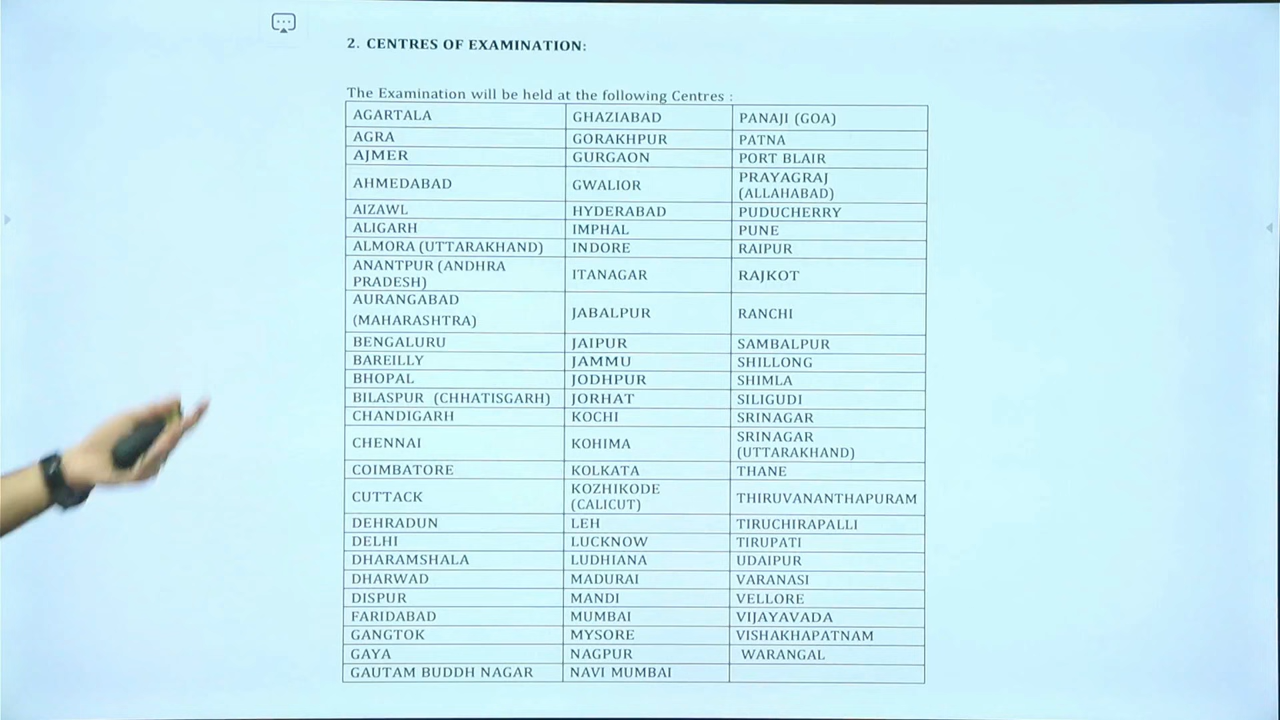 2. CENTRES OF EXAMINATION:
The Examination will be held at the following Centres :
AGARTALA GHAZIABAD PANAJI (GOA)
AGRA GORAKHPUR PATNA
AJMER GURGAON PORT BLAIR
AHMEDABAD GWALIOR PRAYAGRAJ
(ALLAHABAD)
AIZAWL HYDERABAD PUDUCHERRY
ALIGARH IMPHAL PUNE
ALMORA (UTTARAKHAND) INDORE RAIPUR
ANANTPUR (ANDHRA
PRADESH) ITANAGAR RAJKOT
AURANGABAD
(MAHARASHTRA) JABALPUR RANCHI
BENGALURU JAIPUR SAMBALPUR
BAREILLY JAMMU SHILLONG
BHOPAL JODHPUR SHIMLA
BILASPUR (CHHATISGARH) JORHAT SILIGUDI
CHANDIGARH KOCHI SRINAGAR
CHENNAI KOHIMA SRINAGAR
(UTTARAKHAND)
COIMBATORE KOLKATA THANE
CUTTACK KOZHIKODE
(CALICUT) THIRUVANANTHAPURAM
DEHRADUN LEH TIRUCHIRAPALLI
DELHI LUCKNOW TIRUPATI
DHARAMSHALA LUDHIANA UDAIPUR
DHARWAD MADURAI VARANASI
DISPUR MANDI VELLORE
FARIDABAD MUMBAI VIJAYAVADA
GANGTOK MYSORE VISHAKHAPATNAM
GAYA NAGPUR WARANGAL
GAUTAM BUDDH NAGAR NAVI MUMBAI